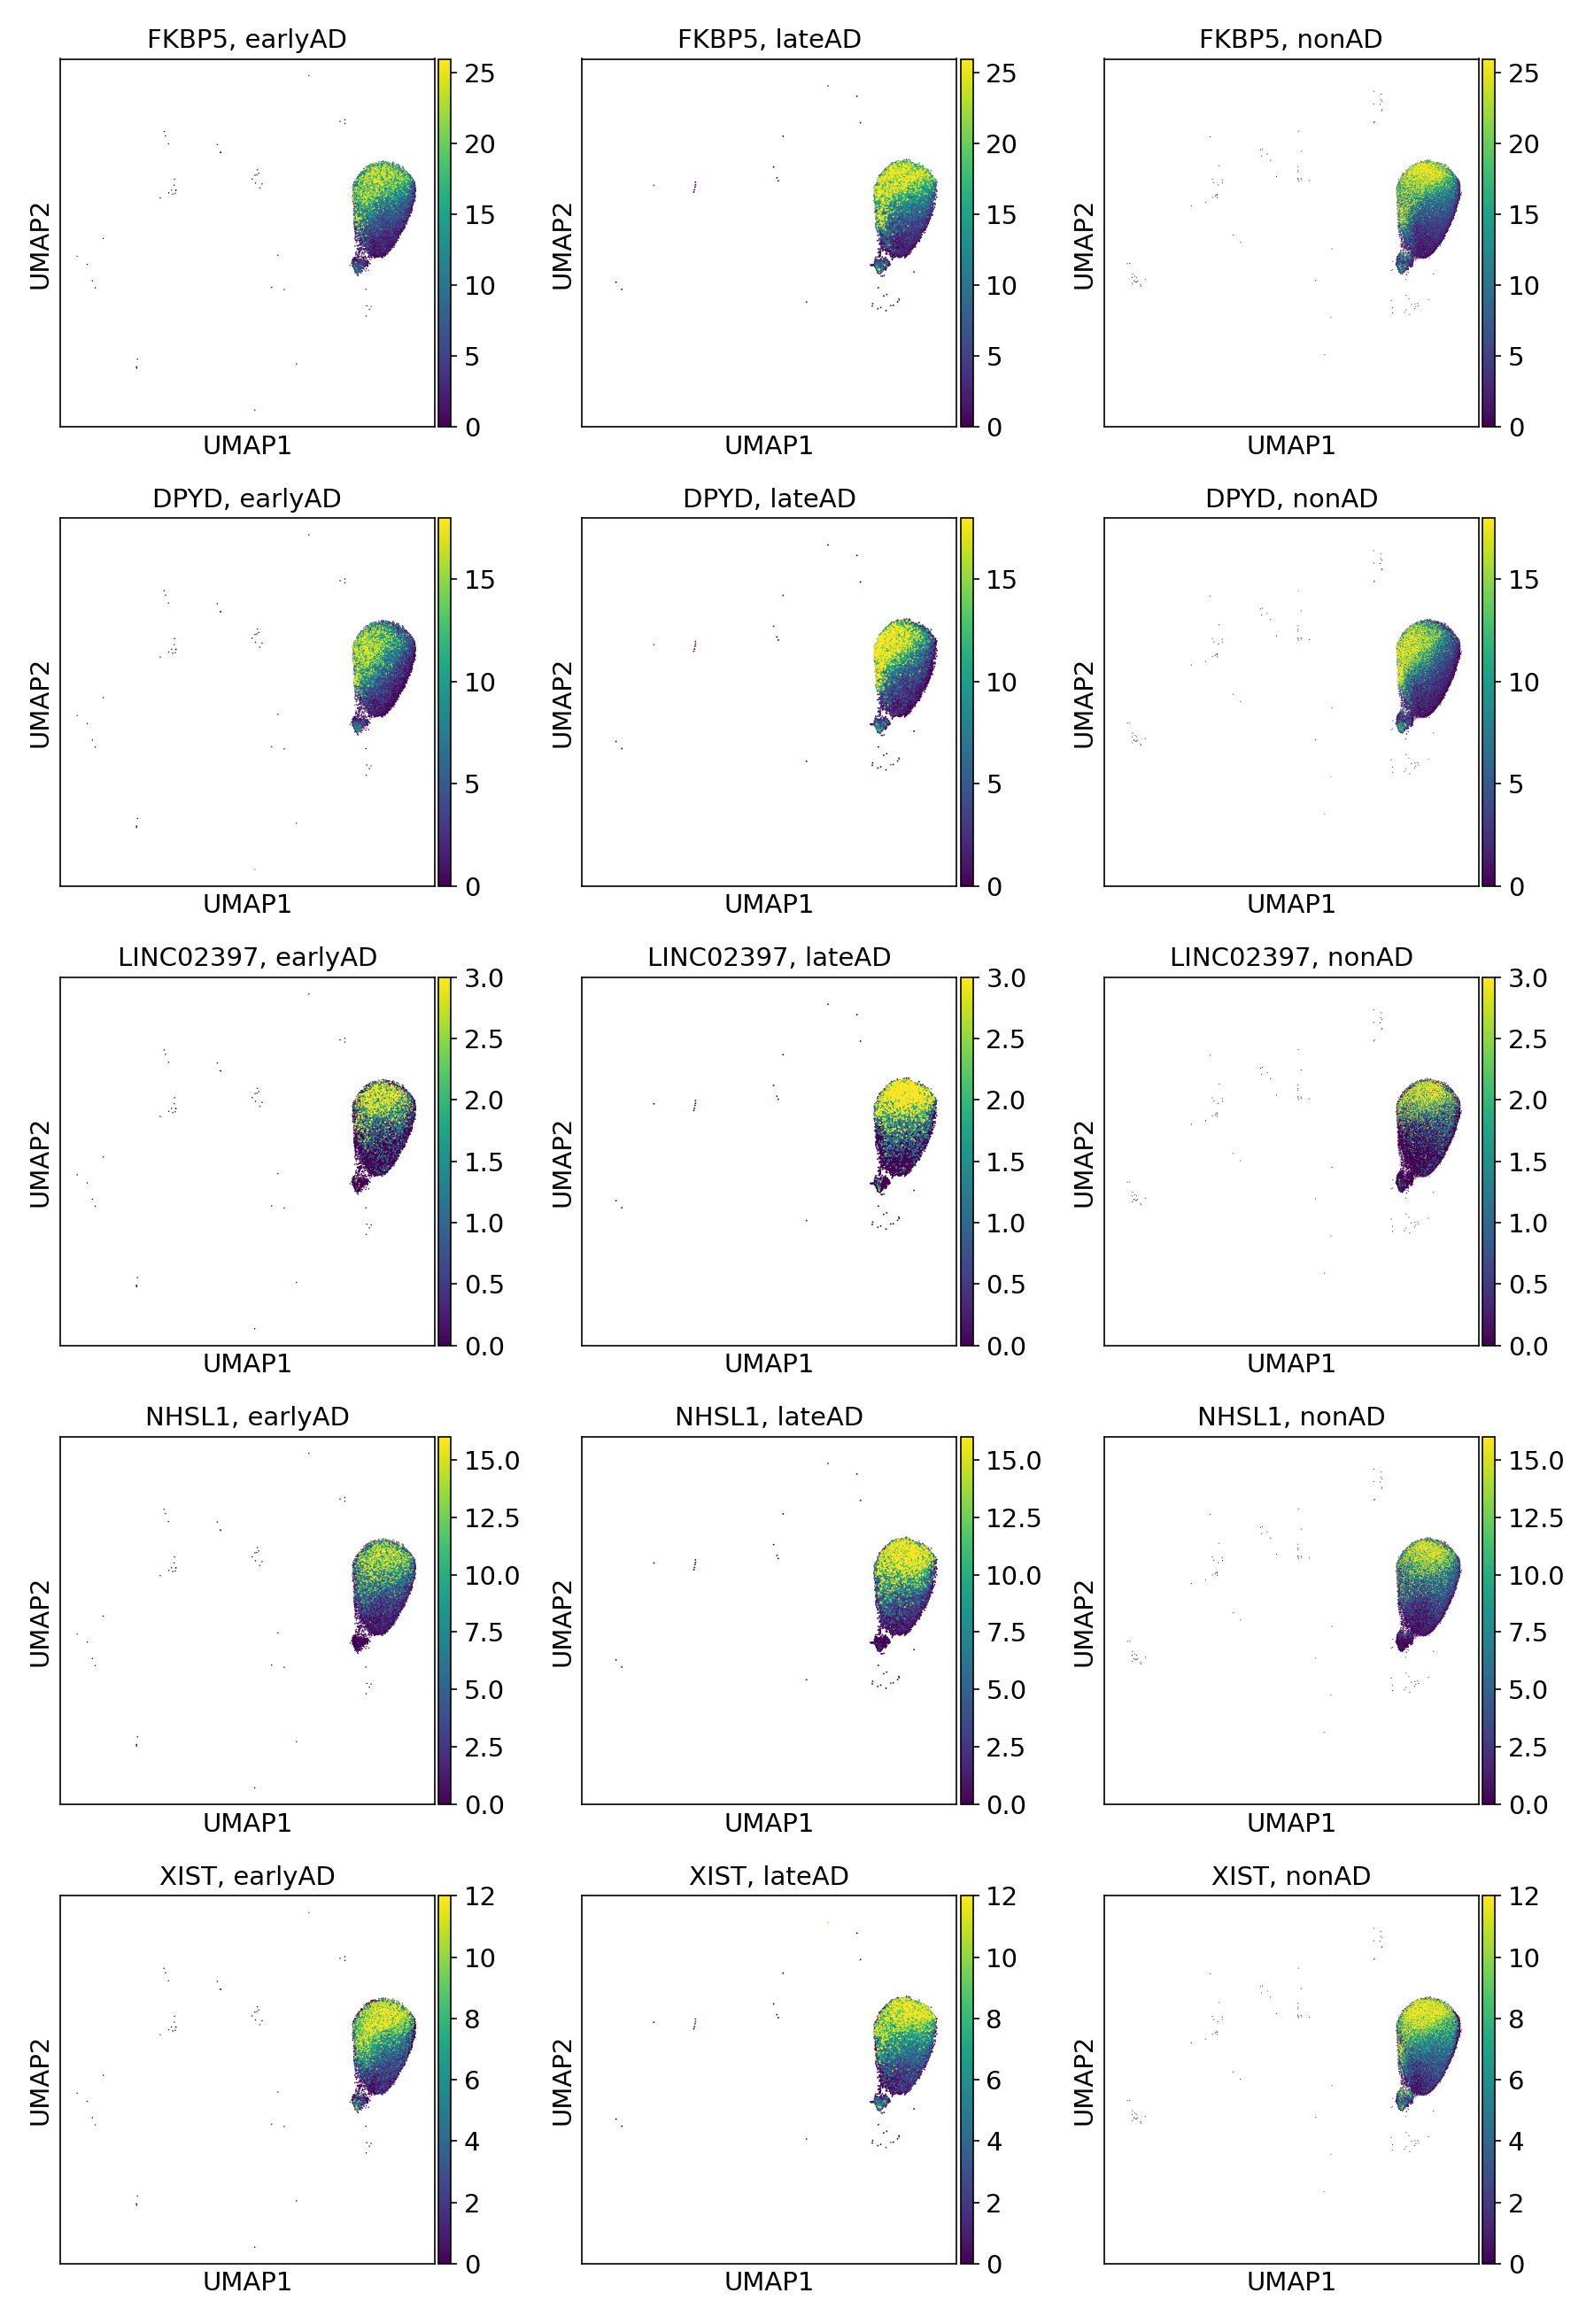 FKBP5, earlyAD
FKBP5, lateAD
FKBP5, nonAD
UMAP2
25
20
15
10
5
0
UMAP1
UMAP2
25
20
15
10
5
0
UMAP1
UMAP2
25
20
15
10
5
0
UMAP1
DPYD, earlyAD
DPYD, lateAD
DPYD, nonAD
UMAP2
15
10
5
0
UMAP1
UMAP2
15
10
5
0
UMAP1
UMAP2
15
10
5
0
UMAP1
LINC02397, earlyAD
LINC02397, lateAD
LINC02397, nonAD
UMAP2
3.0
2.5
2.0
1.5
1.0
0.5
0.0
UMAP1
UMAP2
3.0
2.5
2.0
1.5
1.0
0.5
0.0
UMAP1
UMAP2
3.0
2.5
2.0
1.5
1.0
0.5
0.0
UMAP1
NHSL1, earlyAD
NHSL1, lateAD
NHSL1, nonAD
UMAP2
15.0
12.5
10.0
7.5
5.0
2.5
0.0
UMAP1
UMAP2
15.0
12.5
10.0
7.5
5.0
2.5
0.0
UMAP1
UMAP2
15.0
12.5
10.0
7.5
5.0
2.5
0.0
UMAP1
XIST, earlyAD
XIST, lateAD
XIST, nonAD
UMAP2
12
10
8
6
4
2
0
UMAP1
UMAP2
12
10
8
6
4
2
0
UMAP1
UMAP2
12
10
8
6
4
2
0
UMAP1